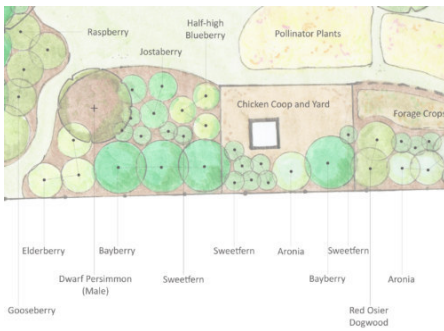 Half-high
Blueberry
Raspberry
Pollinator Plants
Jostaberry
Chicken Coop and Yard
Forage Crops
Elderberry
Bayberry
Sweetfern
Aronia
Sweetfern
Dwarf Persimmon
(Male)
Sweetfern
Bayberry
Aronia
Gooseberry
Red Osier
Dogwood